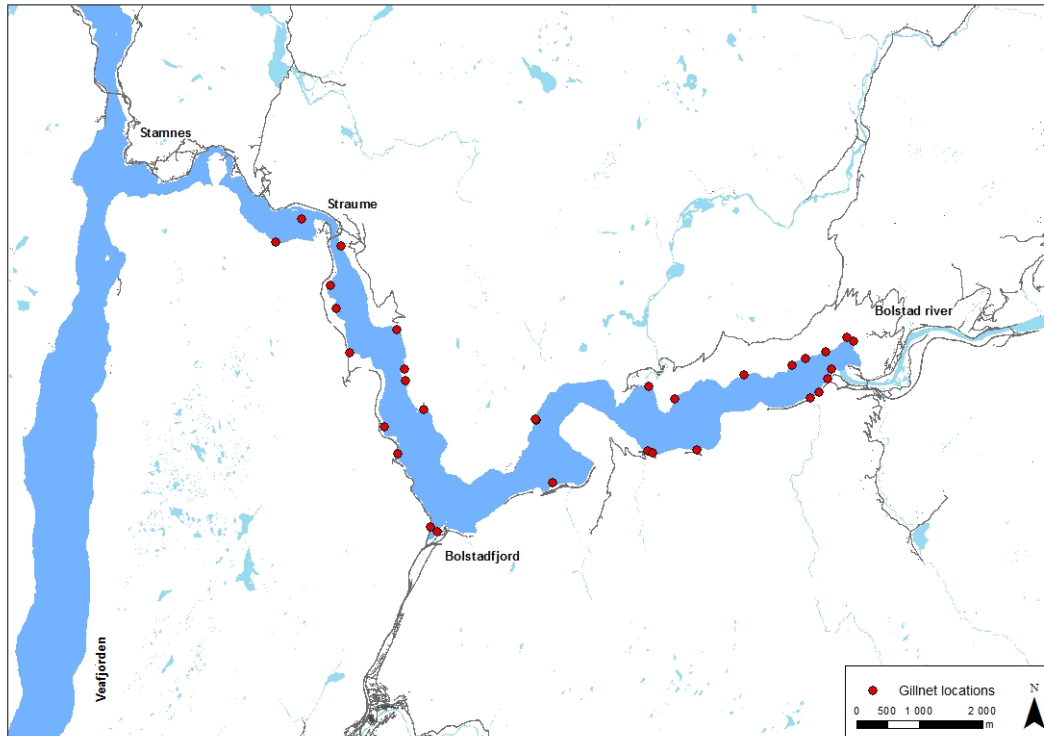 Stamnes
Straume
Bolstad river
Bolstadfjord
Veafjorden
Gillnet locations
N
0 500 1 000 2 000
m